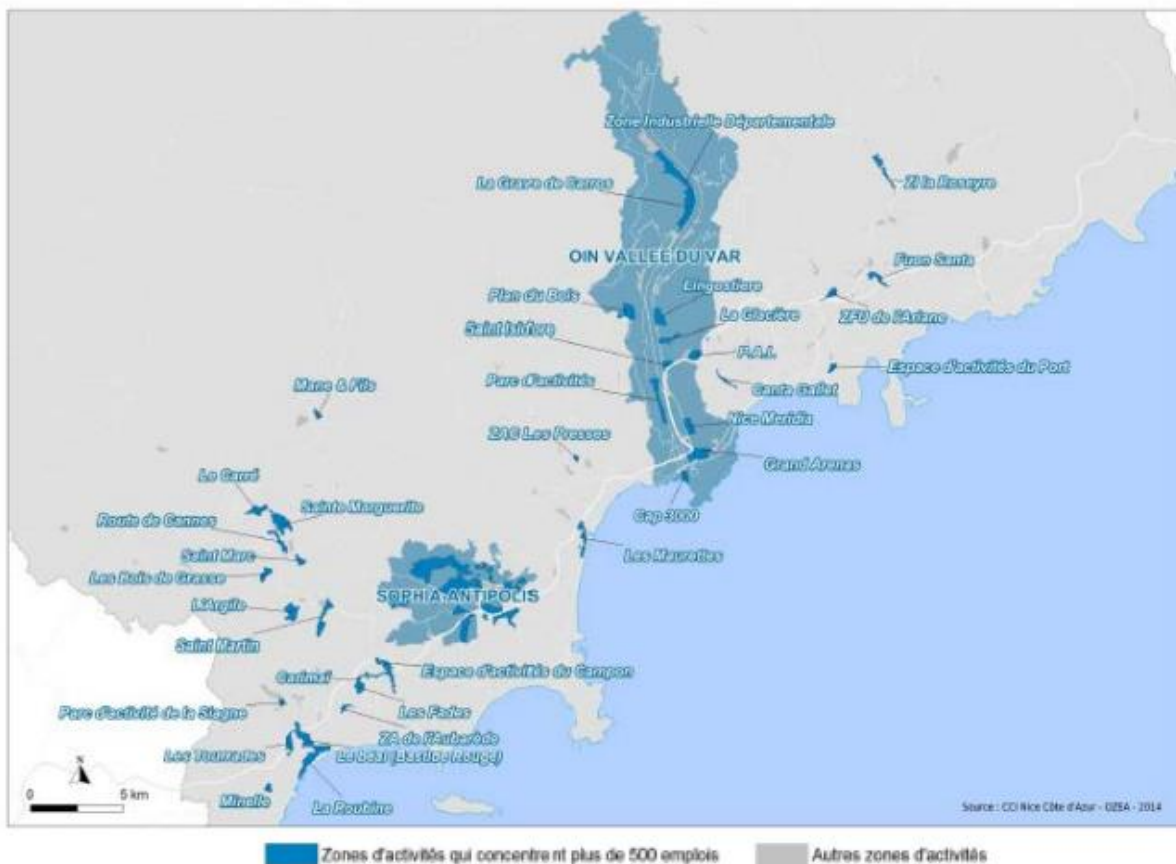 Zone Industrielle Départementale
La Grave de Carros
ZI la Roseyre
OIN VALLEE DU VAR
Fuon Santa
Lingostière
Plan du Bois
La Glacière
ZFU de l'Ariane
Saint Isidore
P.A.L
Espace d'activités du Port
Parc d'activités
Canta Gallet
Mane & Fils
Nice Meridia
ZAC Les Presses
Grand Arenas
Le Carré
Sainte Marguerite
Cap 3000
Route de Cannes
Les Maurettes
Saint Marc
Les Bois de Grasse
SOPHIA-ANTIPOLIS
L'Argile
Saint Martin
Espace d'activités du Campon
Carimaï
Parc d'activité de la Siagne
Les Fades
ZA de l'Aubarède
Les Tourrades
Le béal (Bastide Rouge)
N
Minelle
0 5 km
La Roubine
Source : CCI Nice Côte d'Azur - OZEA - 2014
Zones d'activités qui concentrent plus de 500 emplois
Autres zones d'activités